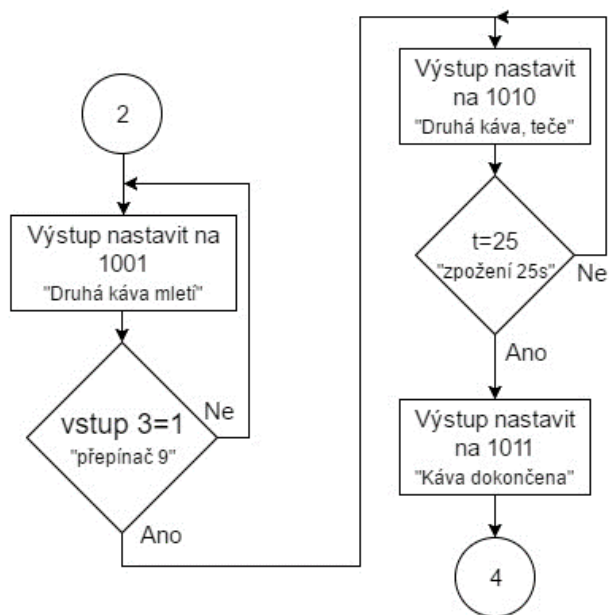 2
Výstup nastavit na
1001
"Druhá káva mletí"
vstup 3=1
"přepínač 9"
Ne
Ano
Výstup nastavit
na 1010
"Druhá káva, teče"
t=25
"zpožení 25s"
Ne
Ano
Výstup nastavit
na 1011
"Káva dokončena"
4